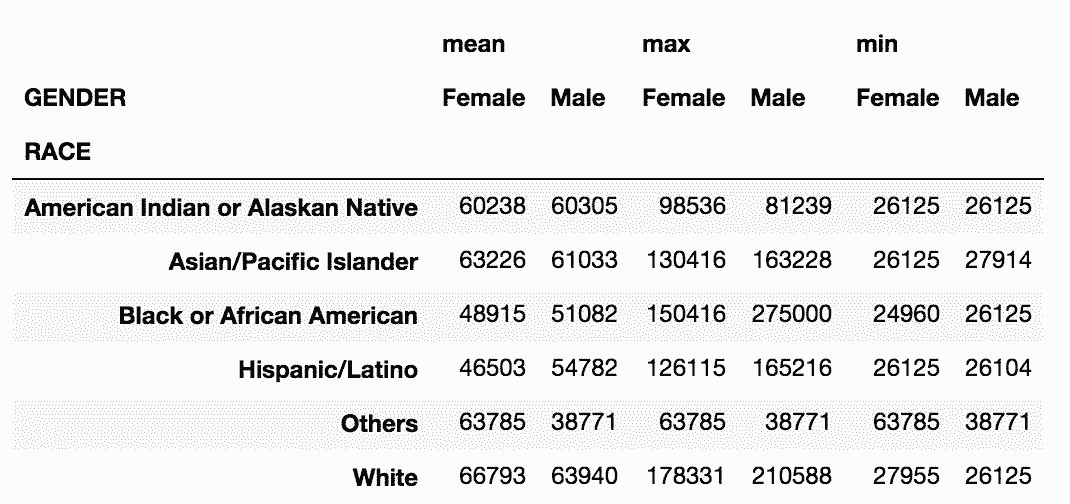 mean max min
GENDER Female Male Female Male Female Male
RACE
American Indian or Alaskan Native 60238 60305 98536 81239 26125 26125
Asian/Pacific Islander 63226 61033 130416 163228 26125 27914
Black or African American 48915 51082 150416 275000 24960 26125
Hispanic/Latino 46503 54782 126115 165216 26125 26104
Others 63785 38771 63785 38771 63785 38771
White 66793 63940 178331 210588 27955 26125